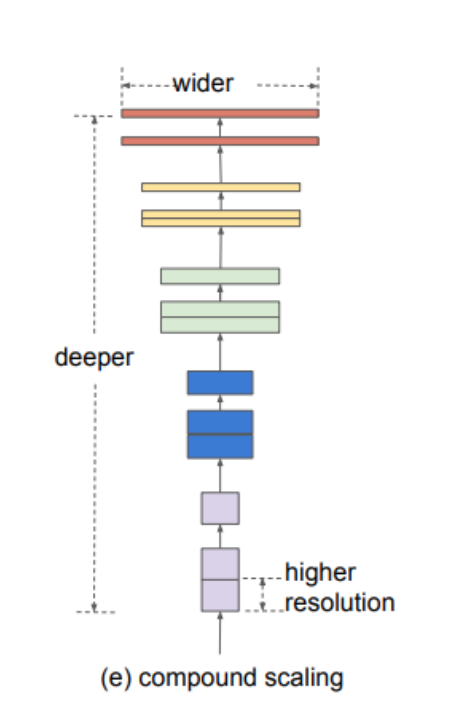 wider
deeper
higher
resolution
(e) compound scaling